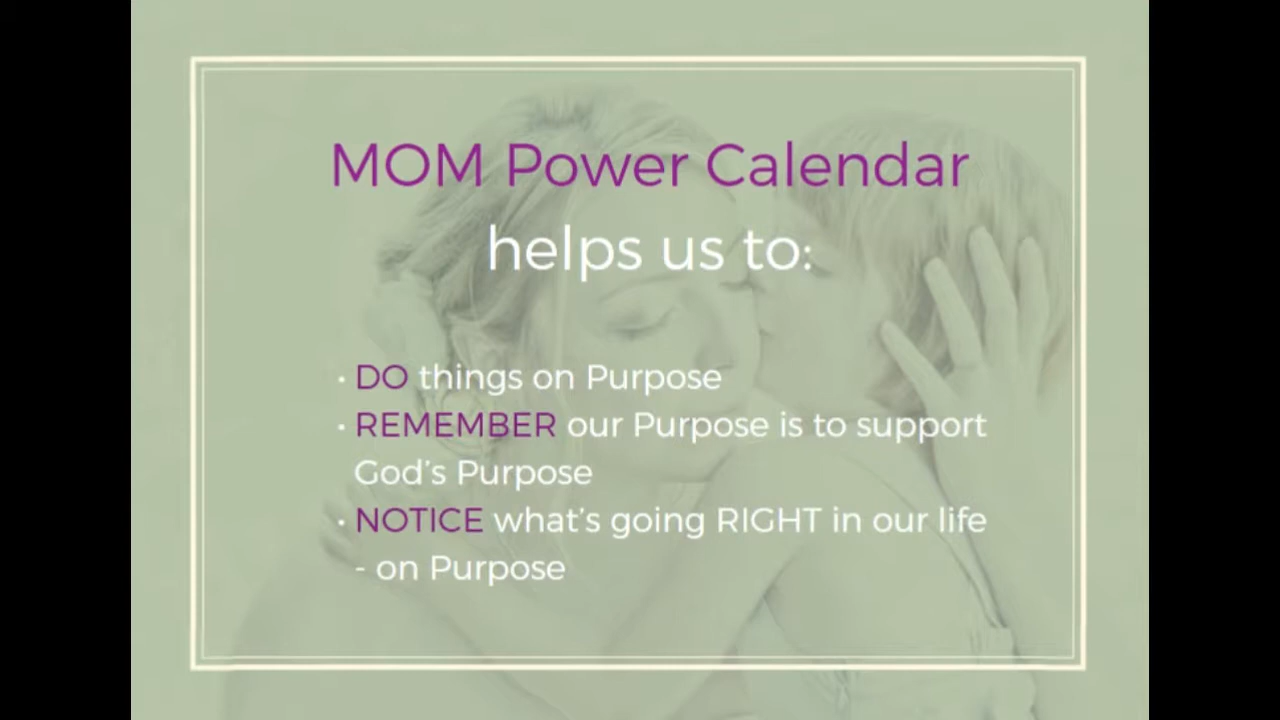 MOM Power Calendar
helps us to:
· DO things on Purpose
· REMEMBER our Purpose is to support
God's Purpose
· NOTICE what's going RIGHT in our life
- on Purpose